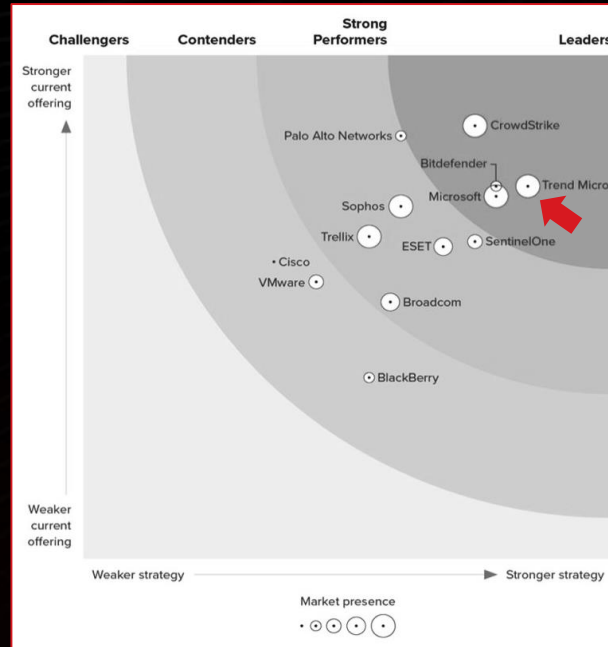 Challengers
Contenders
Strong
Performers
Leaders
Stronger
current
offering
CrowdStrike
Palo Alto Networks
Bitdefender
Trend Micro
Microsoft
Sophos
Trellix
ESET
SentinelOne
Cisco
VMware
Broadcom
BlackBerry
Weaker
current
offering
Weaker strategy
Stronger strategy
Market presence